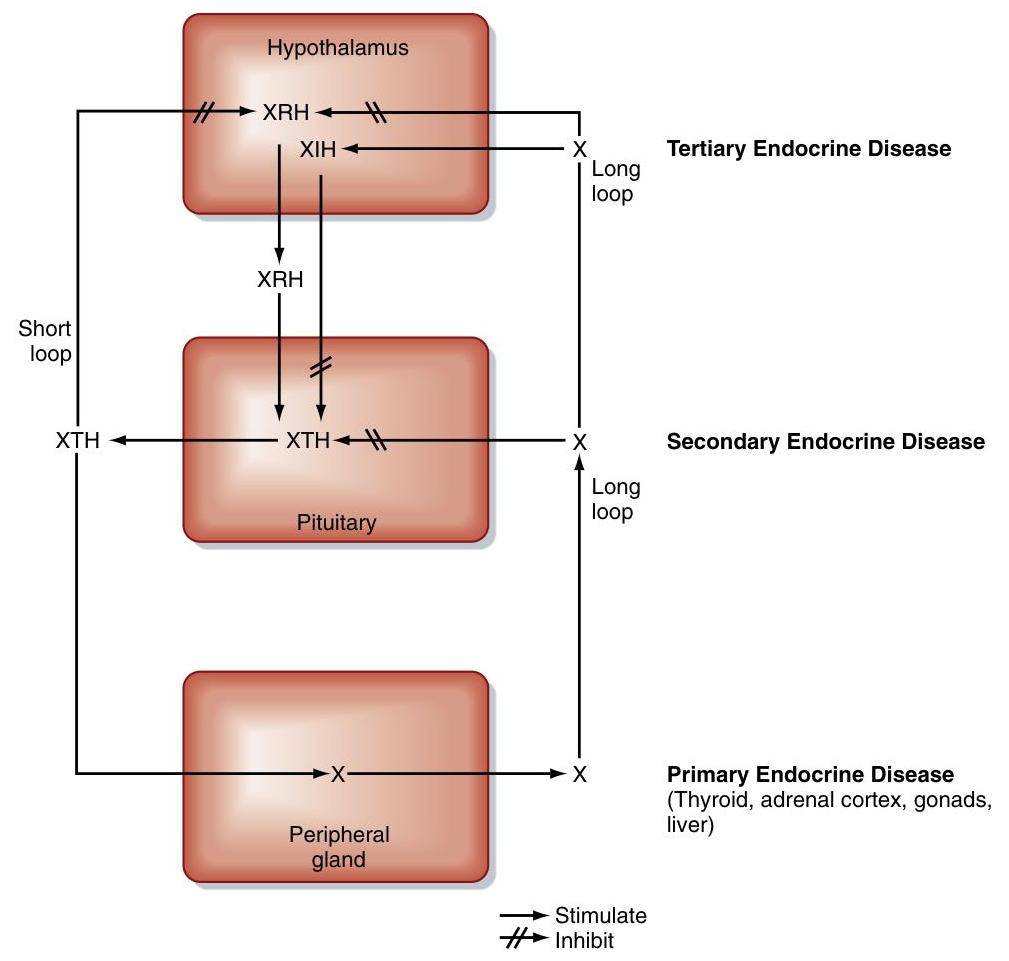 Hypothalamus
XRH
XIH
X
Long
loop
Tertiary Endocrine Disease
XRH
Short
loop
XTH
XTH
X
Secondary Endocrine Disease
Long
loop
Pituitary
X
X
Primary Endocrine Disease
(Thyroid, adrenal cortex, gonads,
liver)
Peripheral
gland
Stimulate
Inhibit